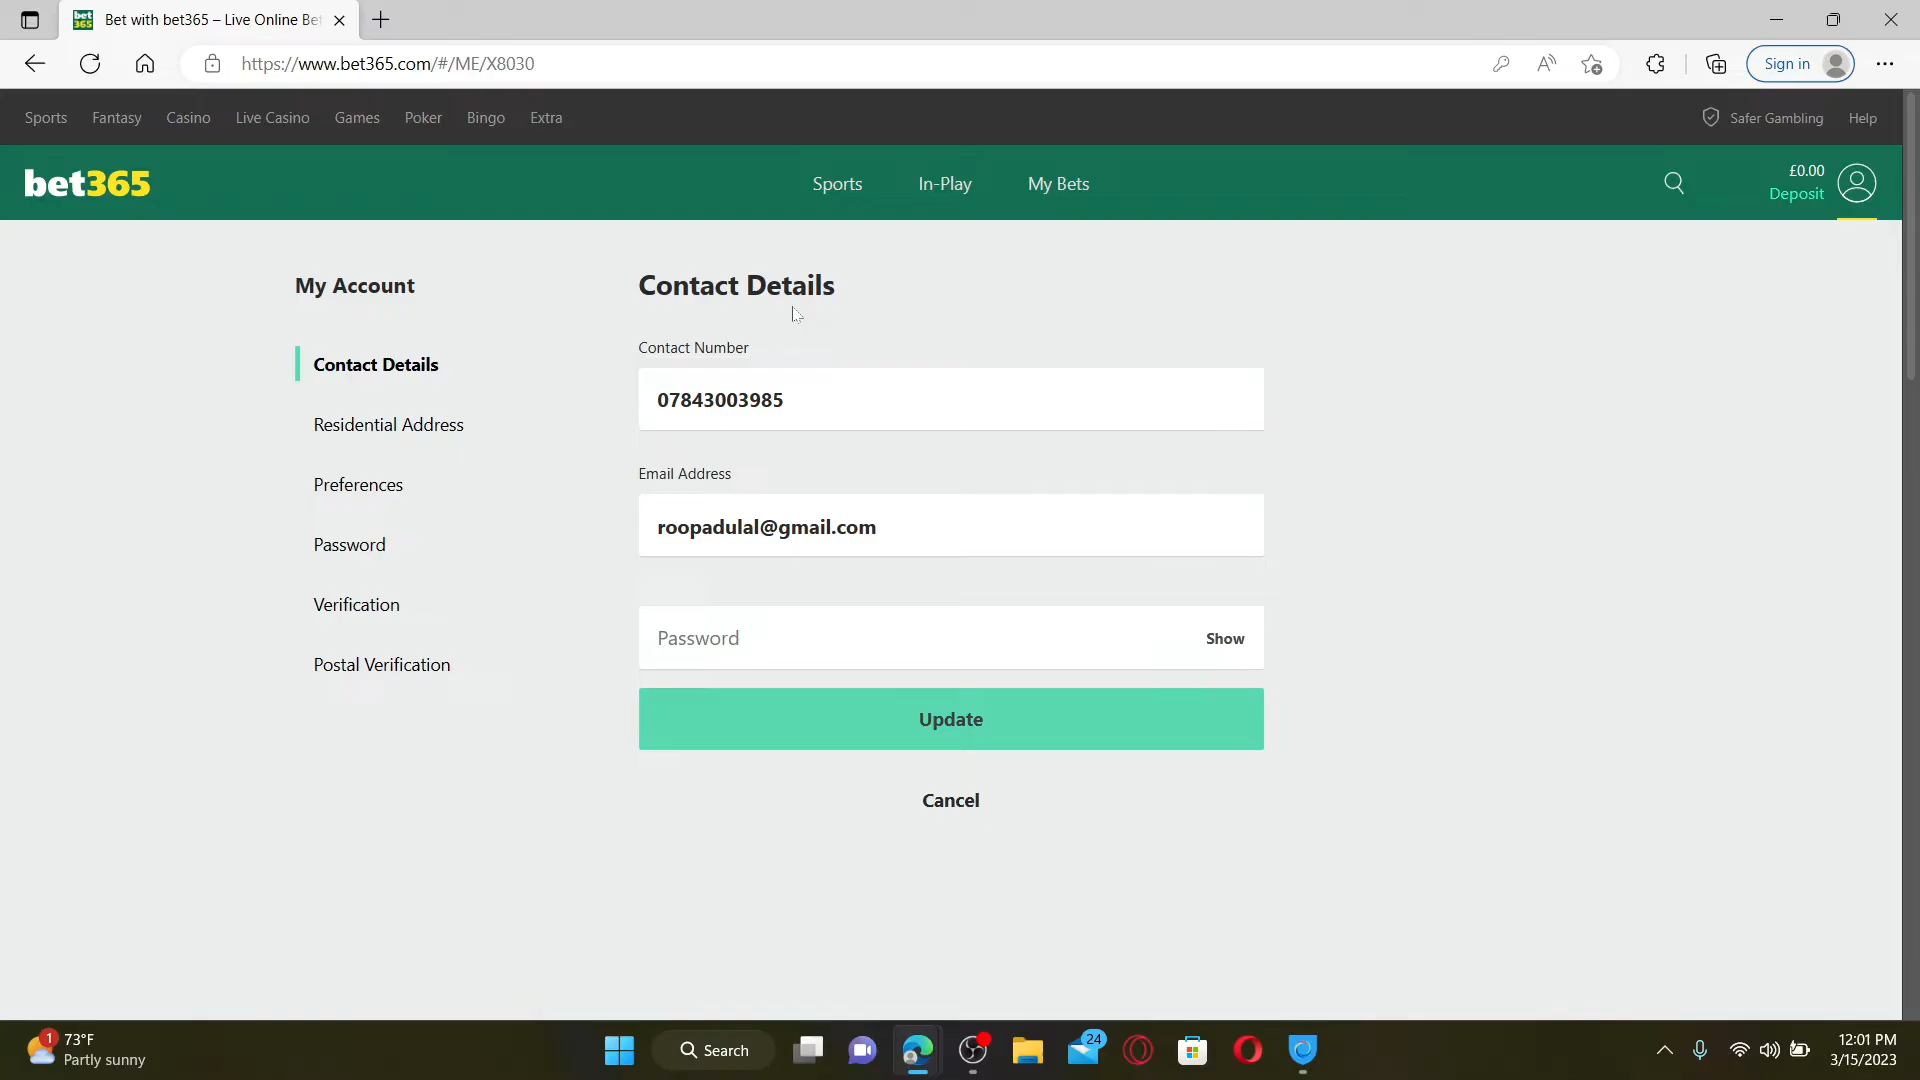 Bet with bet365 – Live Online Bet
https://www.bet365.com/#/ME/X8030
Sign in
Sports Fantasy Casino Live Casino Games Poker Bingo Extra
Safer Gambling Help
bet365
Sports In-Play My Bets
£0.00
Deposit
My Account
Contact Details
Residential Address
Preferences
Password
Verification
Postal Verification
Contact Details
Contact Number
07843003985
Email Address
roopadulal@gmail.com
Password Show
Update
Cancel
1
73°F
Partly sunny
Search
24
12:01 PM
3/15/2023